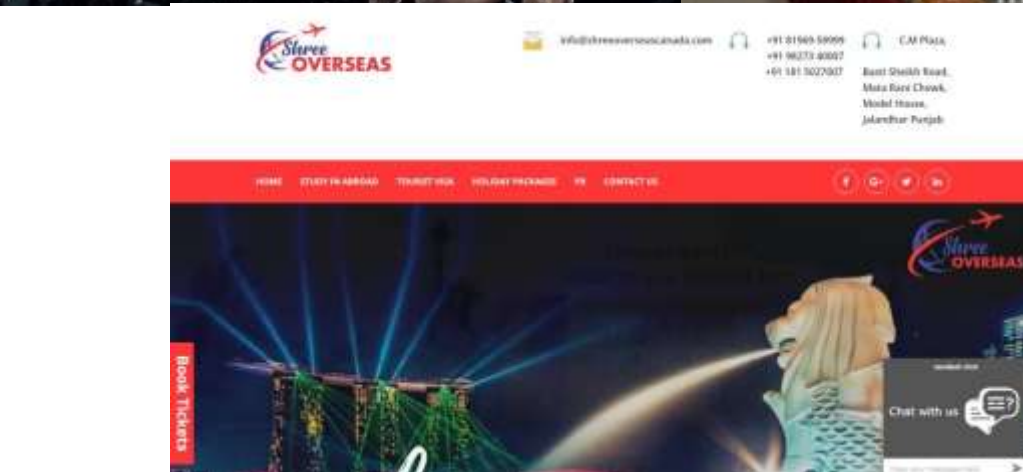 Shree
OVERSEAS
info@shreeoverseascanada.com
+91 81969-59999
+91 98273 40007
+91 181 5027007
C.M Plaza,
Basti Sheikh Road,
Mata Rani Chowk,
Model House,
Jalandhar Punjab
HOME STUDY IN ABROAD TOURIST VISA HOLIDAY PACKAGES PR CONTACT US
Shree
OVERSEAS
Book Tickets
Chat with us